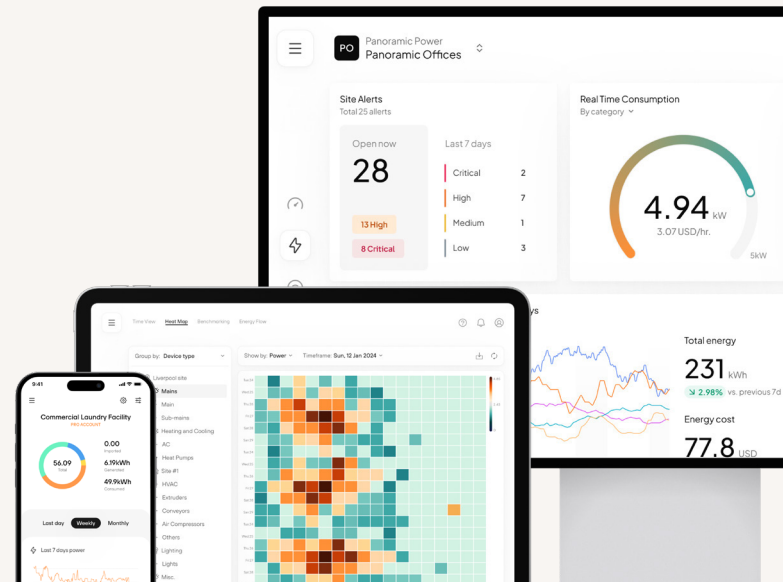 PO
Panoramic Power
Panoramic Offices
Site Alerts
Total 25 allerts
Open now
28
13 High
8 Critical
Last 7 days
Critical 2
High 7
Medium 1
Low 3
Real Time Consumption
By category
4.94 kW
3.07 USD/hr.
5kW
ys
Total energy
231 kWh
2.98% vs. previous 7d
Energy cost
77.8 USD
Time View Heat Map Benchmarking Energy Flow
Group by: Device type
Show by: Power Timeframe: Sun, 12 Jan 2024
Liverpool site
Mains
Main
Sub-mains
Heating and Cooling
AC
Heat Pumps
Site #1
HVAC
Extruders
Conveyors
Air Compressors
Others
Lighting
Lights
Misc.
9:41
Commercial Laundry Facility
PRO ACCOUNT
56.09
Total
0.00
Imported
6.19kWh
Generated
49.9kWh
Consumed
Last day Weekly Monthly
Last 7 days power